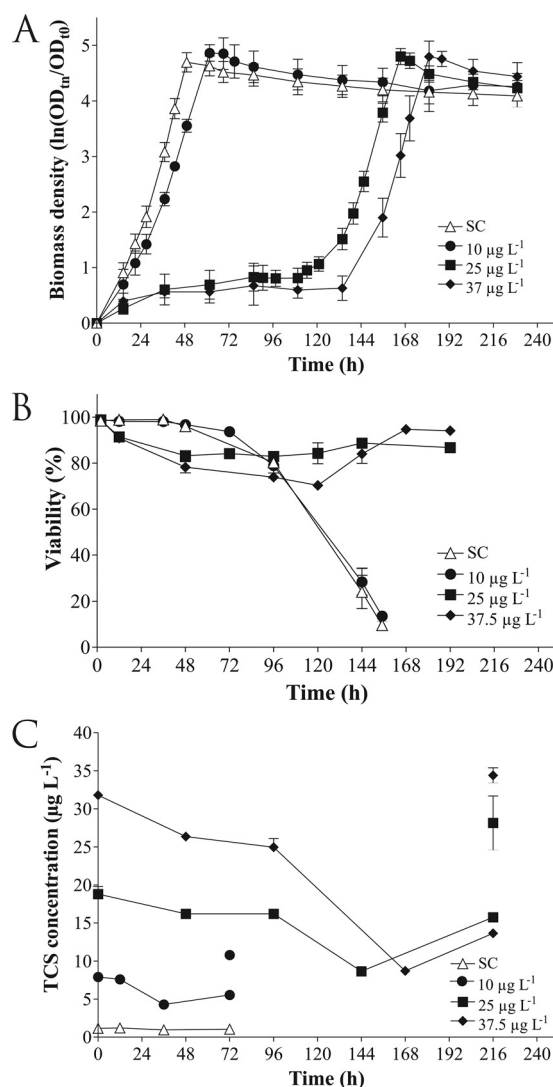 A
Biomass density (ln(ODtn/ODt0)
6
5
4
3
2
1
0
0 24 48 72 96 120 144 168 192 216 240
Time (h)
SC
10 µg L-1
25 µg L-1
37 µg L-1
B
Viability (%)
100
80
60
40
20
0
0 24 48 72 96 120 144 168 192 216 240
Time (h)
SC
10 µg L-1
25 µg L-1
37.5 µg L-1
C
TCS concentration (µg L-1)
40
35
30
25
20
15
10
5
0
0 24 48 72 96 120 144 168 192 216 240
Time (h)
SC
10 µg L-1
25 µg L-1
37.5 µg L-1